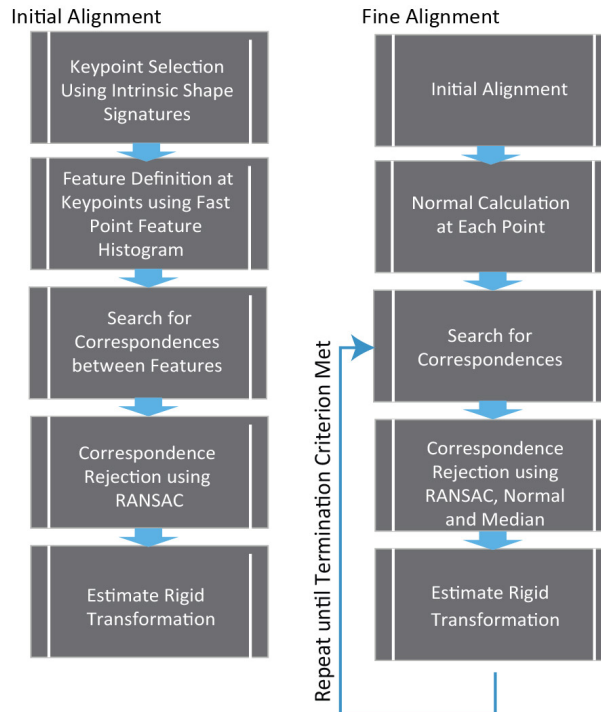 Initial Alignment
Keypoint Selection
Using Intrinsic Shape
Signatures
Feature Definition at
Keypoints using Fast
Point Feature
Histogram
Search for
Correspondences
between Features
Correspondence
Rejection using
RANSAC
Estimate Rigid
Transformation
Fine Alignment
Initial Alignment
Normal Calculation
at Each Point
Search for
Correspondences
Correspondence
Rejection using
RANSAC, Normal
and Median
Estimate Rigid
Transformation
Repeat until Termination Criterion Met